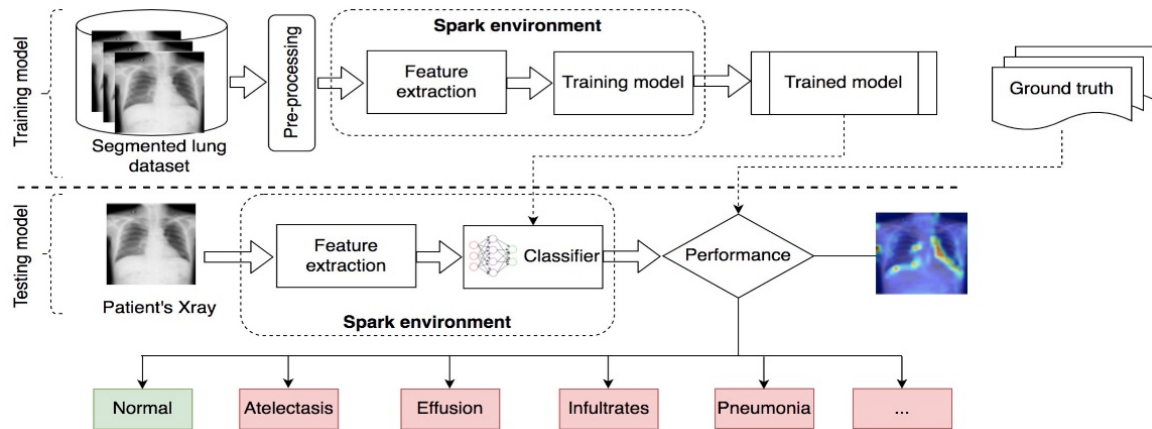 Training model
Segmented lung
dataset
Pre-processing
Spark environment
Feature
extraction
Training model
Trained model
Ground truth
Testing model
Patient's Xray
Feature
extraction
Classifier
Spark environment
Performance
Normal
Atelectasis
Effusion
Infultrates
Pneumonia
...